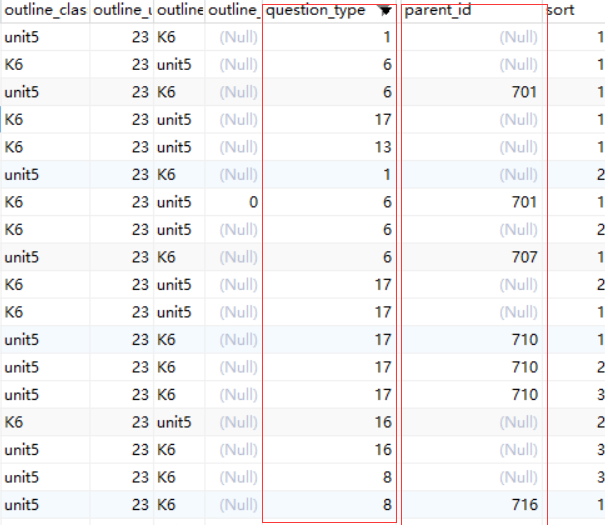 outline_clas outline_u outline outline_ question_type parent_id sort
unit5 23 K6 (Null) 1 (Null) 1
K6 23 unit5 (Null) 6 (Null) 1
unit5 23 K6 (Null) 6 701 1
K6 23 unit5 (Null) 17 (Null) 1
K6 23 unit5 (Null) 13 (Null) 1
unit5 23 K6 (Null) 1 (Null) 2
K6 23 unit5 0 6 701 1
K6 23 unit5 (Null) 6 (Null) 2
unit5 23 K6 (Null) 6 707 1
K6 23 unit5 (Null) 17 (Null) 2
K6 23 unit5 (Null) 17 (Null) 1
unit5 23 K6 (Null) 17 710 1
unit5 23 K6 (Null) 17 710 2
unit5 23 K6 (Null) 17 710 3
K6 23 unit5 (Null) 16 (Null) 2
unit5 23 K6 (Null) 16 (Null) 3
unit5 23 K6 (Null) 8 (Null) 3
unit5 23 K6 (Null) 8 716 1